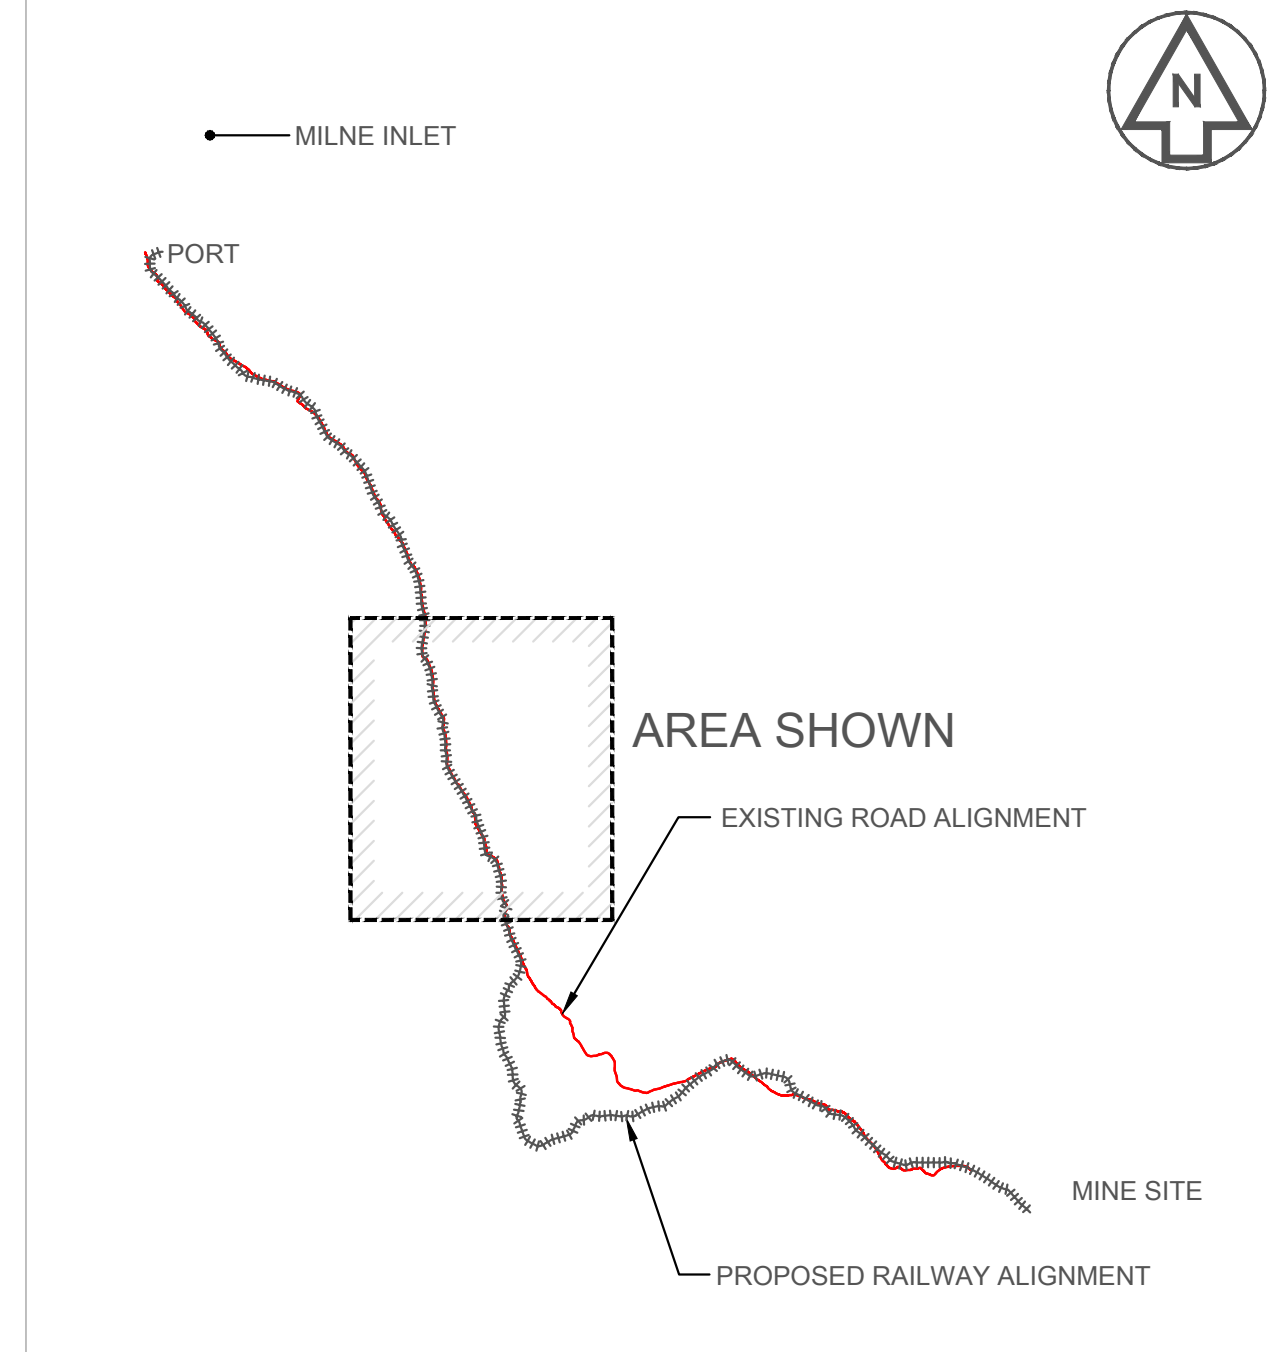 N
MILNE INLET
PORT
AREA SHOWN
EXISTING ROAD ALIGNMENT
MINE SITE
PROPOSED RAILWAY ALIGNMENT